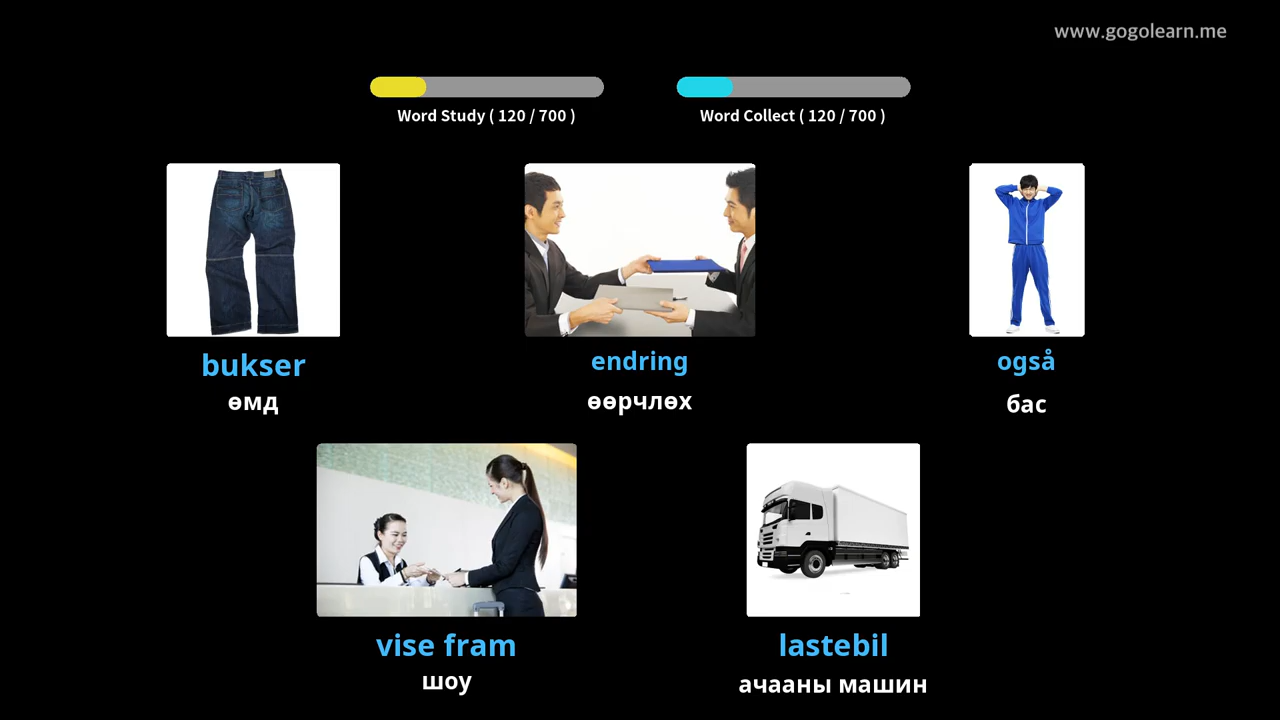 www.gogolearn.me
Word Study ( 120 / 700 )
Word Collect ( 120 / 700 )
bukser
өмд
endring
өөрчлөх
også
бас
vise fram
шоу
lastebil
ачааны машин